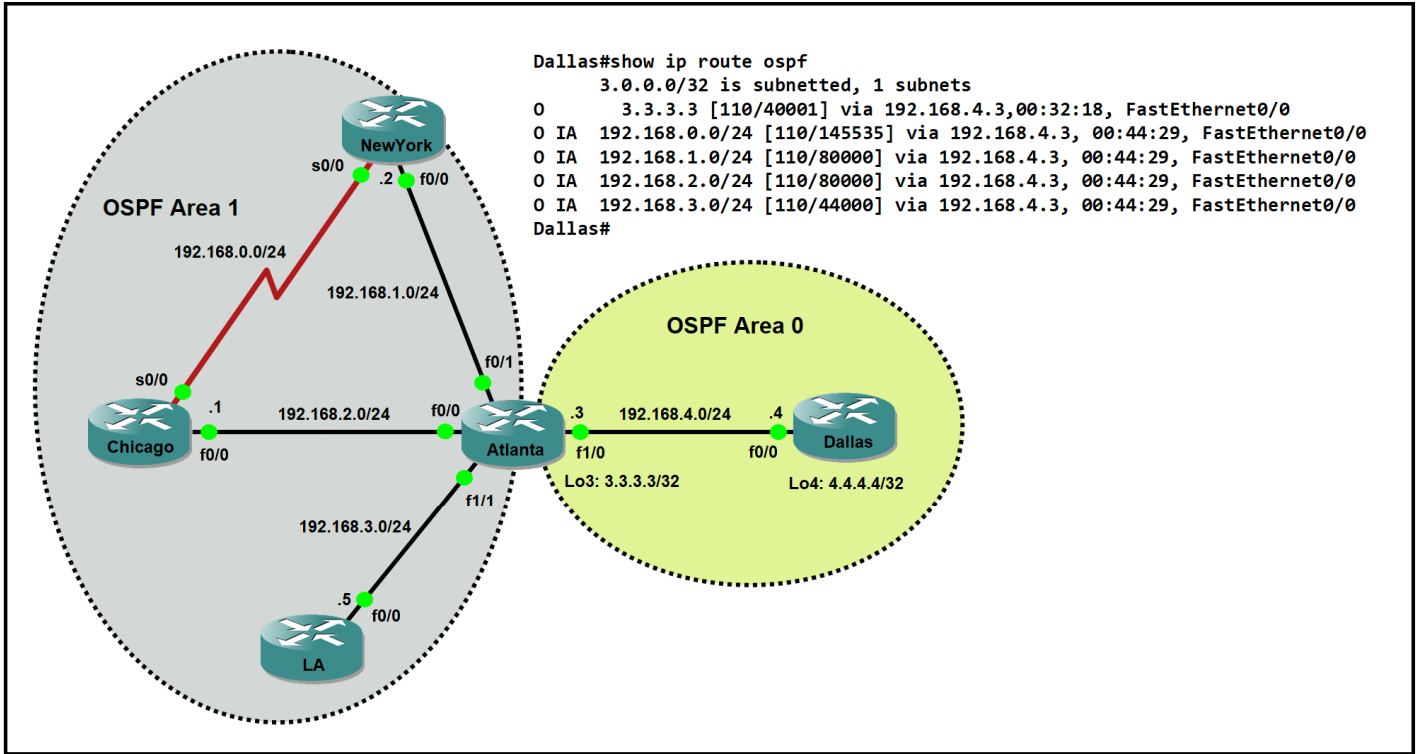 Dallas#show ip route ospf
3.0.0.0/32 is subnetted, 1 subnets
O 3.3.3.3 [110/40001] via 192.168.4.3,00:32:18, FastEthernet0/0
O IA 192.168.0.0/24 [110/145535] via 192.168.4.3, 00:44:29, FastEthernet0/0
O IA 192.168.1.0/24 [110/80000] via 192.168.4.3, 00:44:29, FastEthernet0/0
O IA 192.168.2.0/24 [110/80000] via 192.168.4.3, 00:44:29, FastEthernet0/0
O IA 192.168.3.0/24 [110/44000] via 192.168.4.3, 00:44:29, FastEthernet0/0
Dallas#
NewYork
s0/0
.2
f0/0
OSPF Area 1
192.168.0.0/24
192.168.1.0/24
OSPF Area 0
f0/1
s0/0
.1
192.168.2.0/24
f0/0
.3
192.168.4.0/24
.4
Chicago
f0/0
Atlanta
f1/0
f0/0
Dallas
Lo3: 3.3.3.3/32
Lo4: 4.4.4.4/32
f1/1
192.168.3.0/24
.5
f0/0
LA